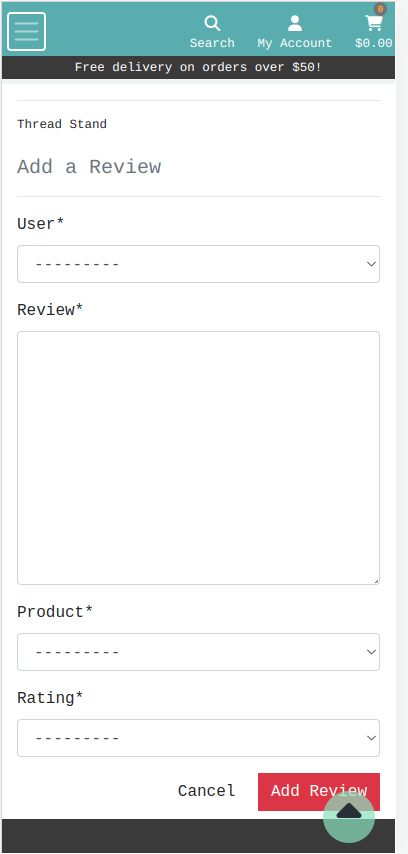 0
Search My Account $0.00
Free delivery on orders over $50!
Thread Stand
Add a Review
User*
---------
Review*
Product*
---------
Rating*
---------
Cancel Add Review